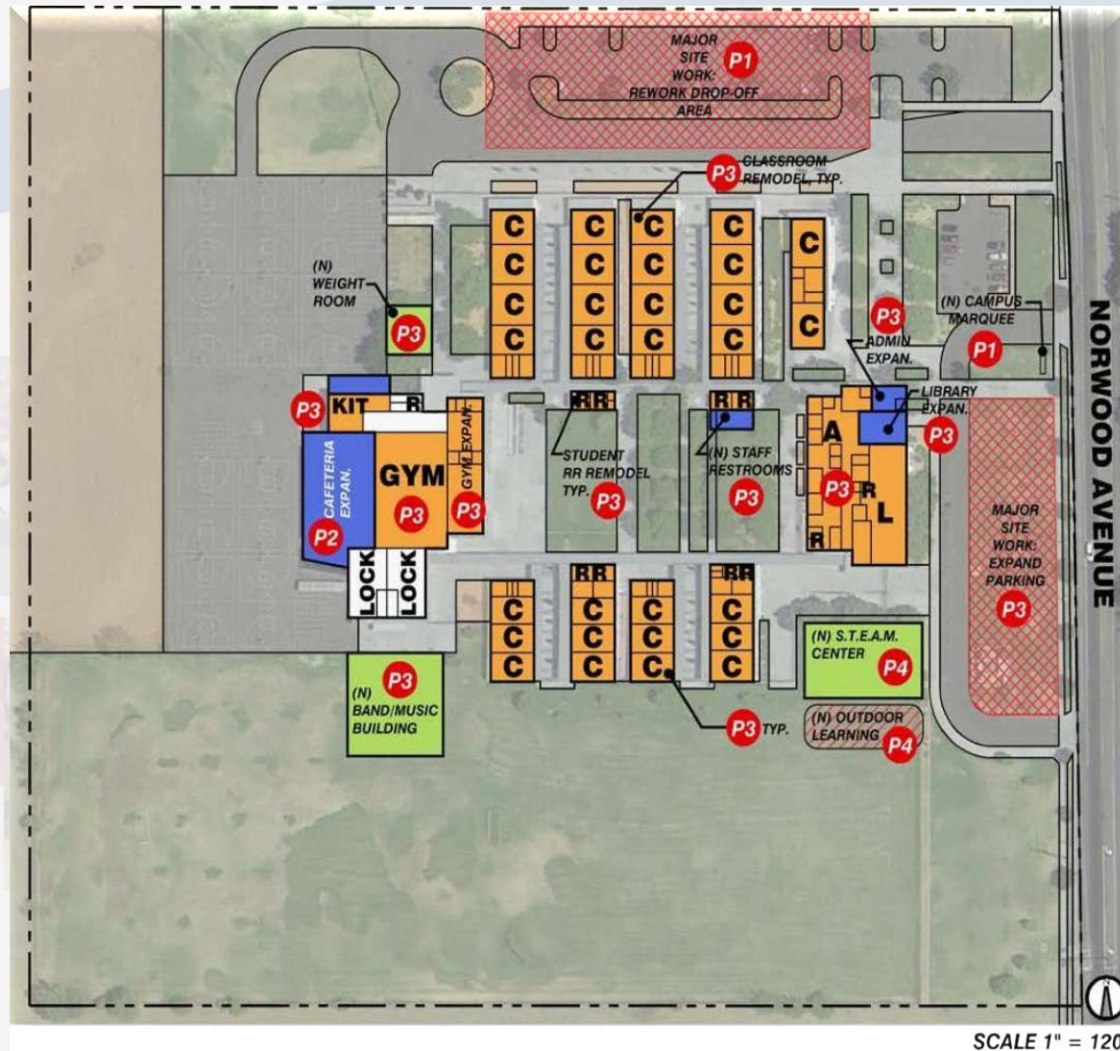 MAJOR
SITE
WORK:
REWORK DROP-OFF
AREA
P1
P3
CLASSROOM
REMODEL, TYP.
C C C C
C
C C C C
C C C C
C
C C C C
(N)
WEIGHT
ROOM
P3
P3
ADMIN
EXPAN.
(N) CAMPUS
MARQUEE
P1
LIBRARY
EXPAN.
P3
NORWOOD AVENUE
P3
KIT
R
GYM EXPAN.
P3
CAFETERIA
EXPAN.
P2
GYM
P3
LOCK
LOCK
RR
STUDENT
RR REMODEL
TYP.
P3
RR
(N) STAFF
RESTROOMS
P3
A
P3
R
L
R
MAJOR
SITE
WORK:
EXPAND
PARKING
P3
RR
RR
C C C C
C C C C
C C C C
P3 TYP.
P3
(N)
BAND/MUSIC
BUILDING
(N) S.T.E.A.M.
CENTER
P4
(N) OUTDOOR
LEARNING
P4
SCALE 1" = 120